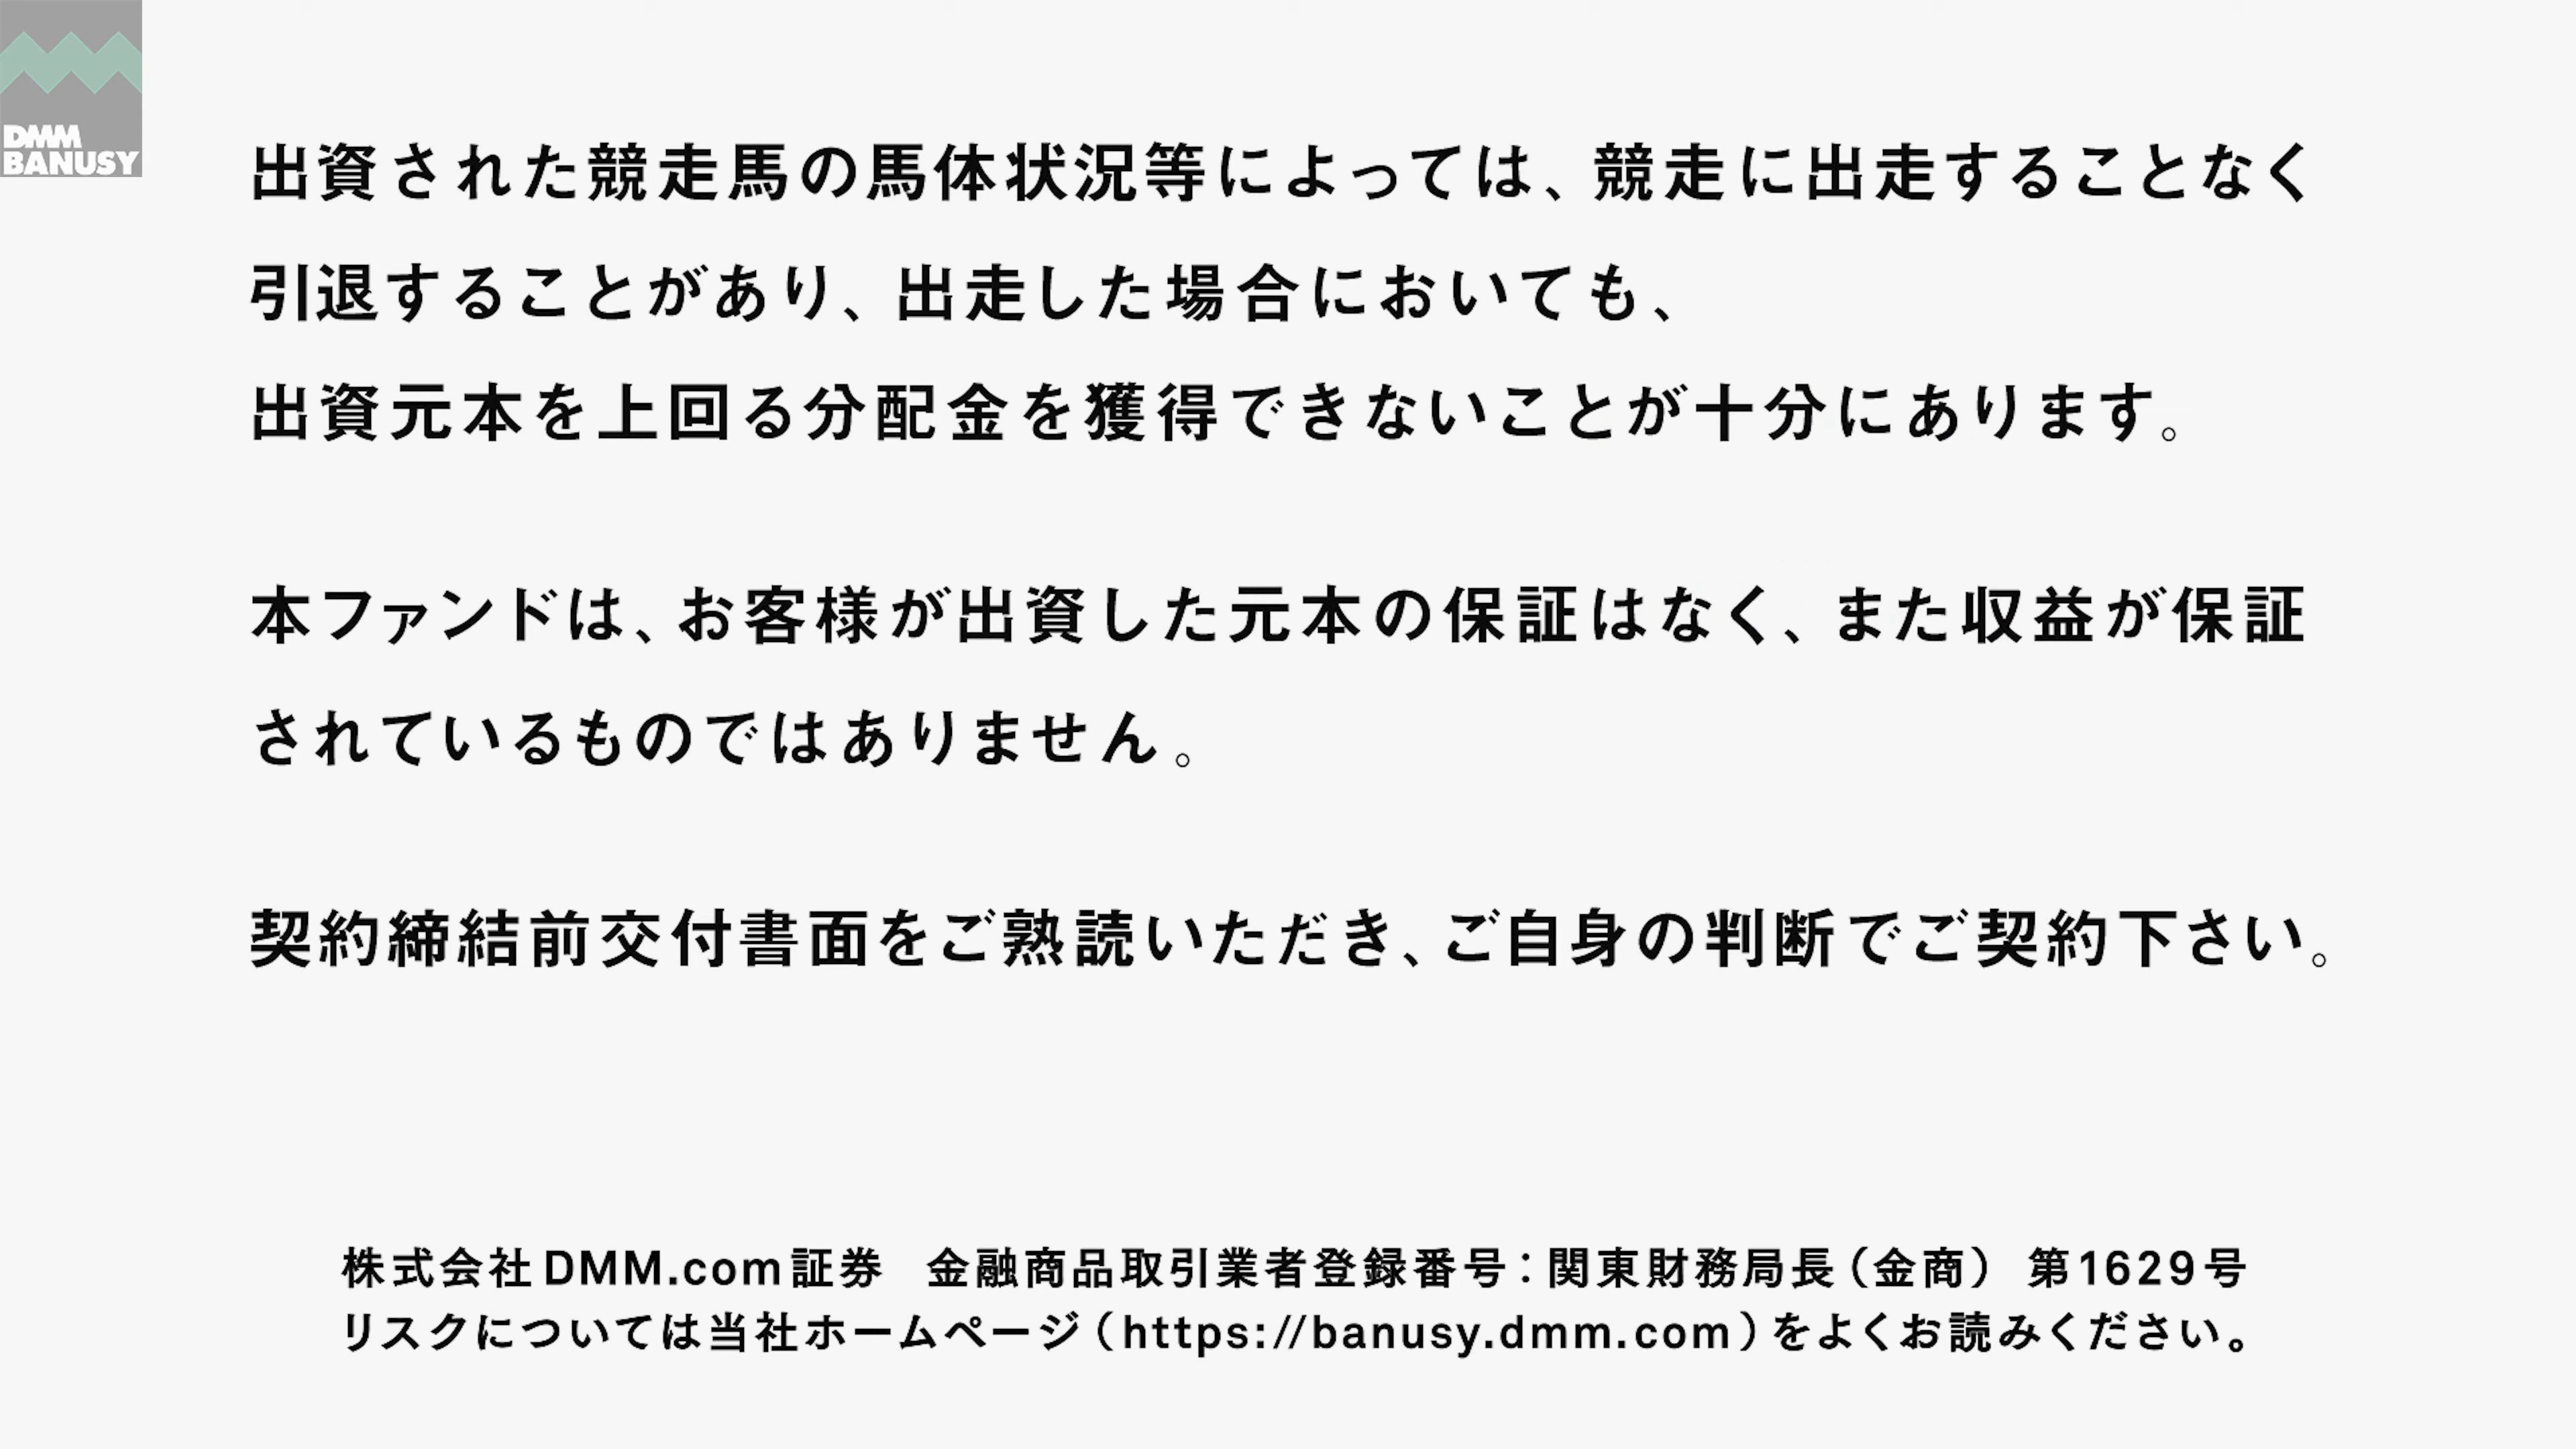 DMM
BANUSY
出資された競走馬の馬体状況等によっては、競走に出走することなく
引退することがあり、出走した場合においても、
出資元本を上回る分配金を獲得できないことが十分にあります。
本ファンドは、お客様が出資した元本の保証はなく、また収益が保証
されているものではありません。
契約締結前交付書面をご熟読いただき、ご自身の判断でご契約下さい。
株式会社DMM.com証券　金融商品取引業者登録番号：関東財務局長（金商） 第1629号
リスクについては当社ホームページ（https://banusy.dmm.com）をよくお読みください。